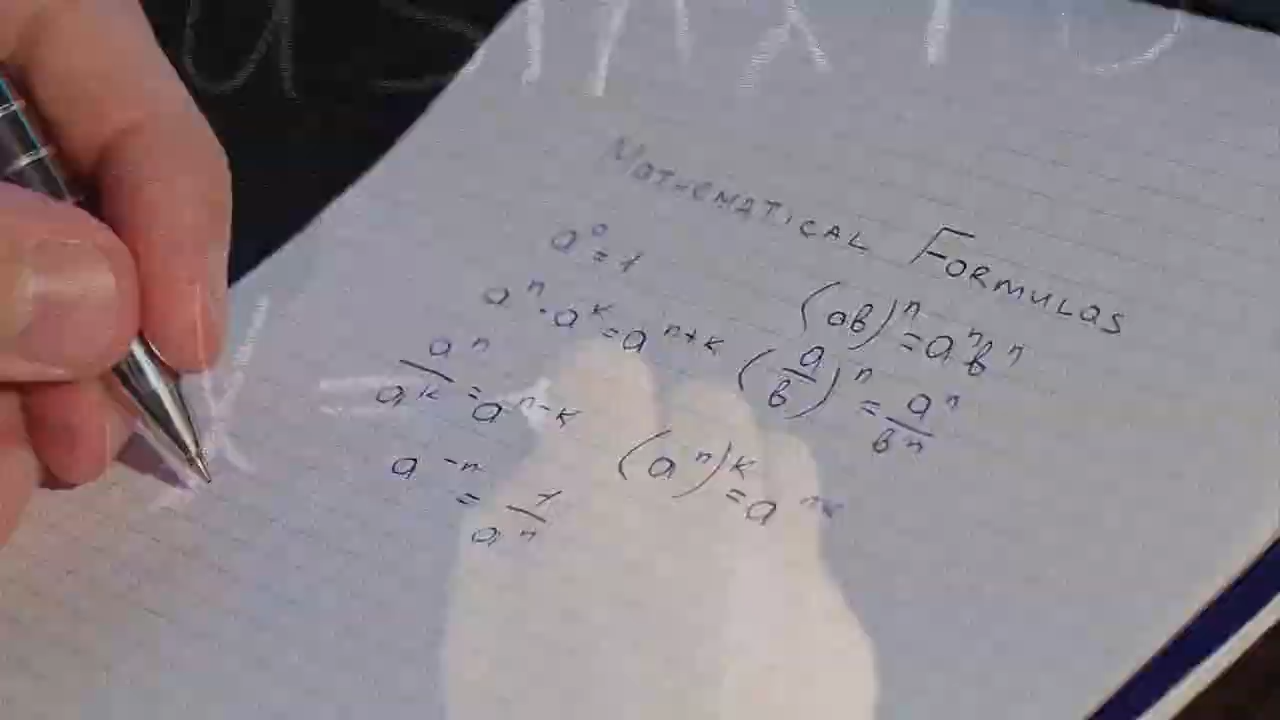 Mathematical Formulas
a⁰ = 1
aⁿ · aᵏ = aⁿ⁺ᵏ
aⁿ/aᵏ = aⁿ⁻ᵏ
a⁻ⁿ = 1/aⁿ
(ab)ⁿ = aⁿbⁿ
(a/b)ⁿ = aⁿ/bⁿ
(aⁿ)ᵏ = aⁿᵏ